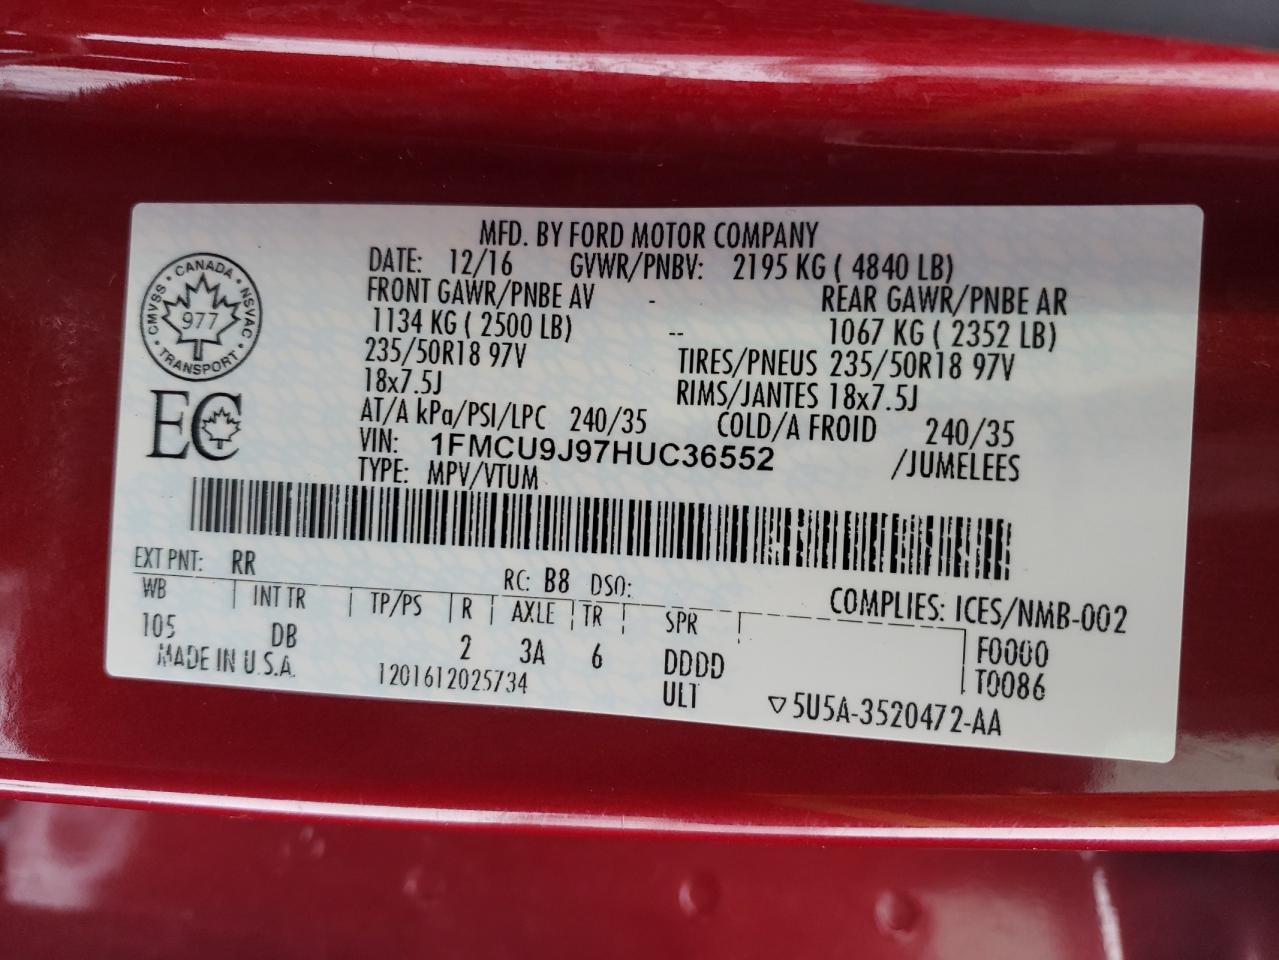 MFD. BY FORD MOTOR COMPANY
DATE: 12/16 GVWR/PNBV: 2195 KG ( 4840 LB)
FRONT GAWR/PNBE AV - REAR GAWR/PNBE AR
1134 KG ( 2500 LB) -- 1067 KG ( 2352 LB)
235/50R18 97V TIRES/PNEUS 235/50R18 97V
18x7.5J RIMS/JANTES 18x7.5J
AT/A kPa/PSI/LPC 240/35 COLD/A FROID 240/35
VIN: 1FMCU9J97HUC36552 /JUMELEES
TYPE: MPV/VTUM
CANADA
CMVSS NSVAC
977
TRANSPORT
EC
EXT PNT: RR RC: B8 DSO:
WB INT TR TP/PS R AXLE TR SPR COMPLIES: ICES/NMB-002
105 DB 2 3A 6 DDDD F0000
MADE IN U.S.A. 1201612025734 ULT T0086
▽5U5A-3520472-AA